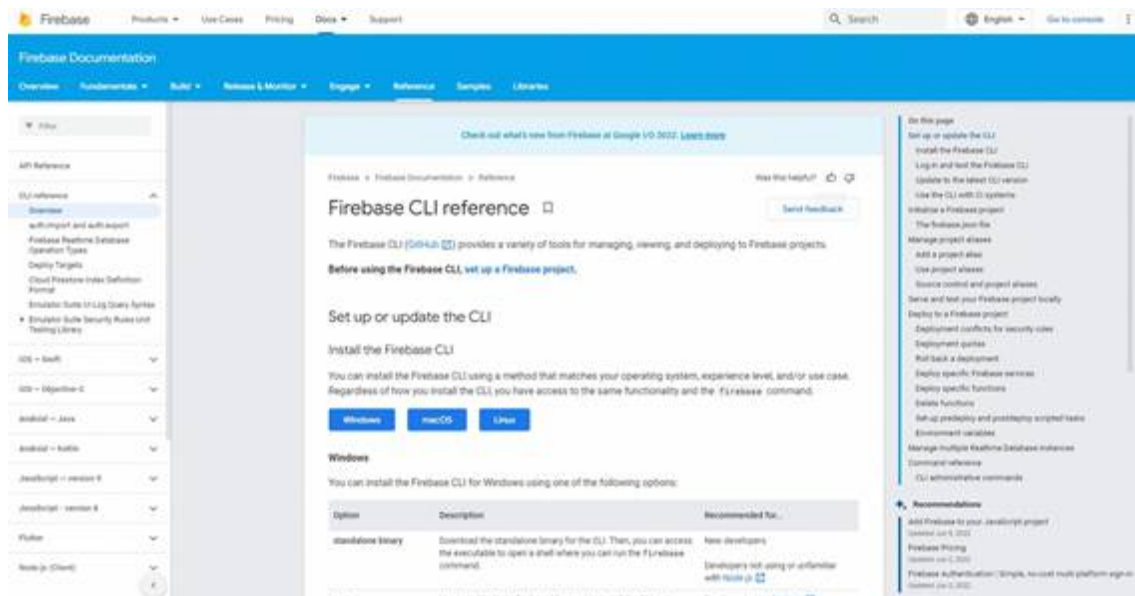 Firebase
Products
Use Cases
Pricing
Docs
Support
Search
English
Go to console
Firebase Documentation
Overview
Fundamentals
Build
Release & Monitor
Engage
Reference
Samples
Libraries
Filter
API Reference
CLI reference
Overview
auth:import and auth:export
Firebase Realtime Database
Operation Types
Deploy Targets
Cloud Firestore Index Definition
Format
Emulator Suite UI Log Query Syntax
Emulator Suite Security Rules Unit
Testing Library
iOS — Swift
iOS — Objective-C
Android — Java
Android — Kotlin
JavaScript — version 9
JavaScript - version 8
Flutter
Node.js (Client)
Check out what's new from Firebase at Google I/O 2022. Learn more
Firebase > Firebase Documentation > Reference
Was this helpful?
Firebase CLI reference
Send feedback
The Firebase CLI (GitHub) provides a variety of tools for managing, viewing, and deploying to Firebase projects.
Before using the Firebase CLI, set up a Firebase project.
Set up or update the CLI
Install the Firebase CLI
You can install the Firebase CLI using a method that matches your operating system, experience level, and/or use case.
Regardless of how you install the CLI, you have access to the same functionality and the firebase command.
Windows
macOS
Linux
Windows
You can install the Firebase CLI for Windows using one of the following options:
Option
Description
Recommended for...
standalone binary
Download the standalone binary for the CLI. Then, you can access
the executable to open a shell where you can run the firebase
command.
New developers
Developers not using or unfamiliar
with Node.js
On this page
Set up or update the CLI
Install the Firebase CLI
Log in and test the Firebase CLI
Update to the latest CLI version
Use the CLI with CI systems
Initialize a Firebase project
The firebase.json file
Manage project aliases
Add a project alias
Use project aliases
Source control and project aliases
Serve and test your Firebase project locally
Deploy to a Firebase project
Deployment conflicts for security rules
Deployment quotas
Roll back a deployment
Deploy specific Firebase services
Deploy specific functions
Delete functions
Set up predeploy and postdeploy scripted tasks
Environment variables
Manage multiple Realtime Database instances
Command reference
CLI administrative commands
Recommendations
Add Firebase to your JavaScript project
Firebase Pricing
Firebase Authentication | Simple, no-cost multi-platform sign-in